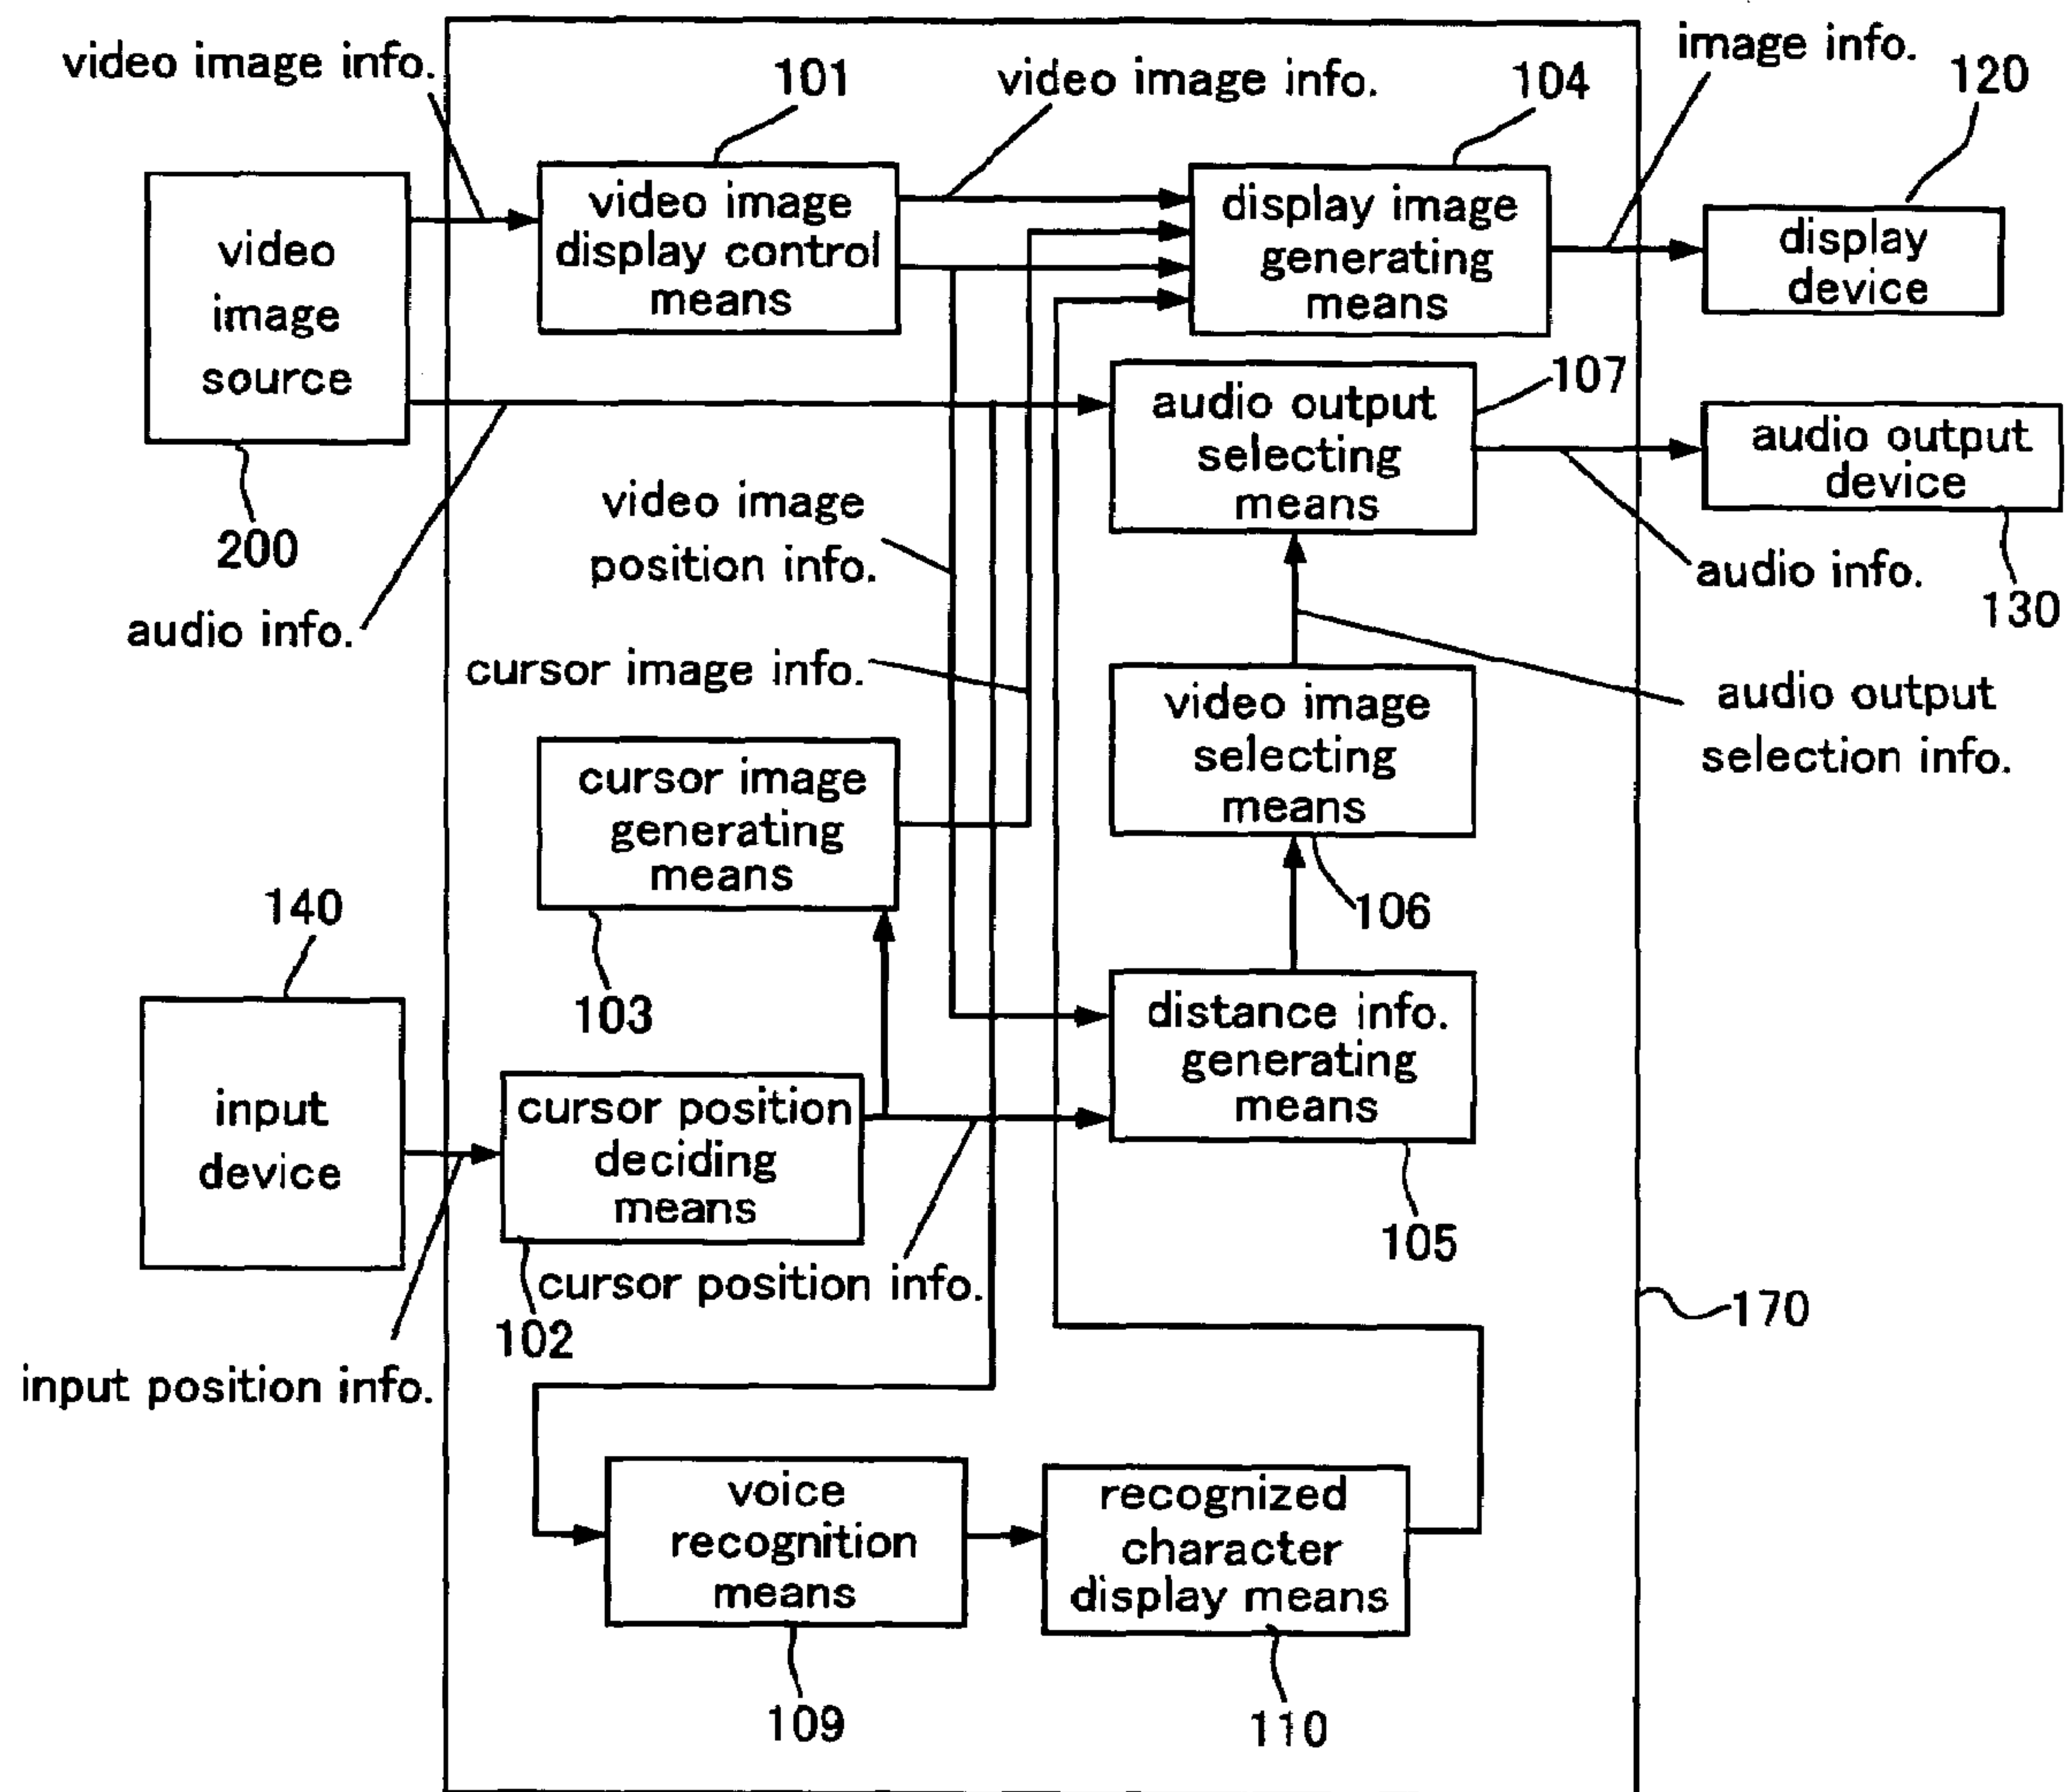 video image info.
101
video image info.
104
image info.
120
video
image
source
video image
display control
means
display image
generating
means
display
device
200
audio output
selecting
means
107
audio output
device
130
video image
position info.
audio info.
audio info.
cursor image info.
video image
selecting
means
audio output
selection info.
106
cursor image
generating
means
103
140
input
device
distance info.
generating
means
105
cursor position
deciding
means
102
cursor position info.
input position info.
170
voice
recognition
means
109
recognized
character
display means
110